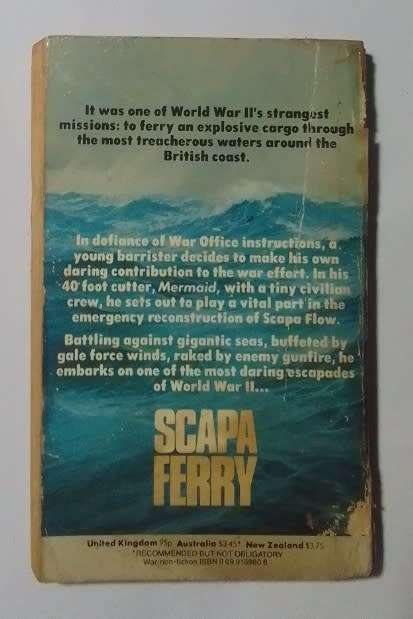 It was one of World War II's strangest
missions: to ferry an explosive cargo through
the most treacherous waters around the
British coast.
In defiance of War Office instructions, a
young barrister decides to make his own
daring contribution to the war effort. In his
40 foot cutter, Mermaid, with a tiny civilian
crew, he sets out to play a vital part in the
emergency reconstruction of Scapa Flow.
Battling against gigantic seas, buffeted by
gale force winds, raked by enemy gunfire, he
embarks on one of the most daring escapades
of World War II...
SCAPA
FERRY
United Kingdom 95p Australia $3.45* New Zealand $3.75
*RECOMMENDED BUT NOT OBLIGATORY
War/non-fiction ISBN 0 09 918980 8